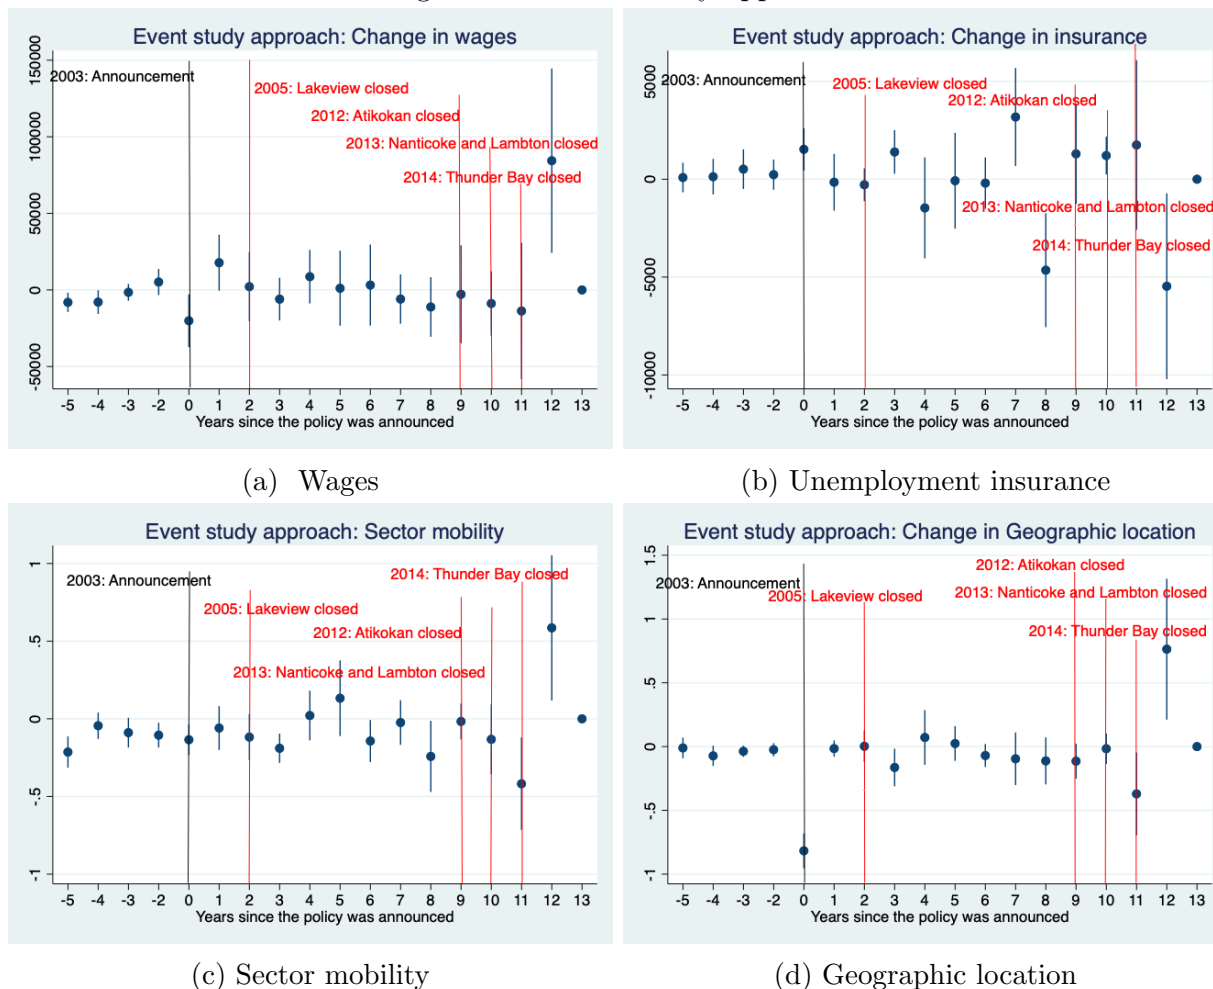 Event study approach: Change in wages
150000
100000
50000
0
-50000
2003: Announcement
2005: Lakeview closed
2012: Atikokan closed
2013: Nanticoke and Lambton closed
2014: Thunder Bay closed
-5 -4 -3 -2 0 1 2 3 4 5 6 7 8 9 10 11 12 13
Years since the policy was announced
(a) Wages
Event study approach: Change in insurance
5000
0
-5000
-10000
2003: Announcement
2005: Lakeview closed
2012: Atikokan closed
2013: Nanticoke and Lambton closed
2014: Thunder Bay closed
-5 -4 -3 -2 0 1 2 3 4 5 6 7 8 9 10 11 12 13
Years since the policy was announced
(b) Unemployment insurance
Event study approach: Sector mobility
1
.5
0
-.5
-1
2003: Announcement
2014: Thunder Bay closed
2005: Lakeview closed
2012: Atikokan closed
2013: Nanticoke and Lambton closed
-5 -4 -3 -2 0 1 2 3 4 5 6 7 8 9 10 11 12 13
Years since the policy was announced
(c) Sector mobility
Event study approach: Change in Geographic location
1.5
1
.5
0
-.5
-1
2012: Atikokan closed
2003: Announcement
2005: Lakeview closed
2013: Nanticoke and Lambton closed
2014: Thunder Bay closed
-5 -4 -3 -2 0 1 2 3 4 5 6 7 8 9 10 11 12 13
Years since the policy was announced
(d) Geographic location